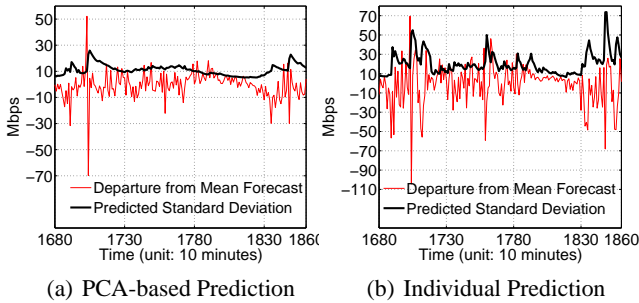 50
30
10
−10
−30
−50
−70
Mbps
Departure from Mean Forecast
Predicted Standard Deviation
1680 1730 1780 1830 186
Time (unit: 10 minutes)
(a) PCA-based Prediction
70
50
30
10
−10
−30
−50
−70
−90
−110
Mbps
Departure from Mean Forecast
Predicted Standard Deviation
1680 1730 1780 1830 1860
Time (unit: 10 minutes)
(b) Individual Prediction